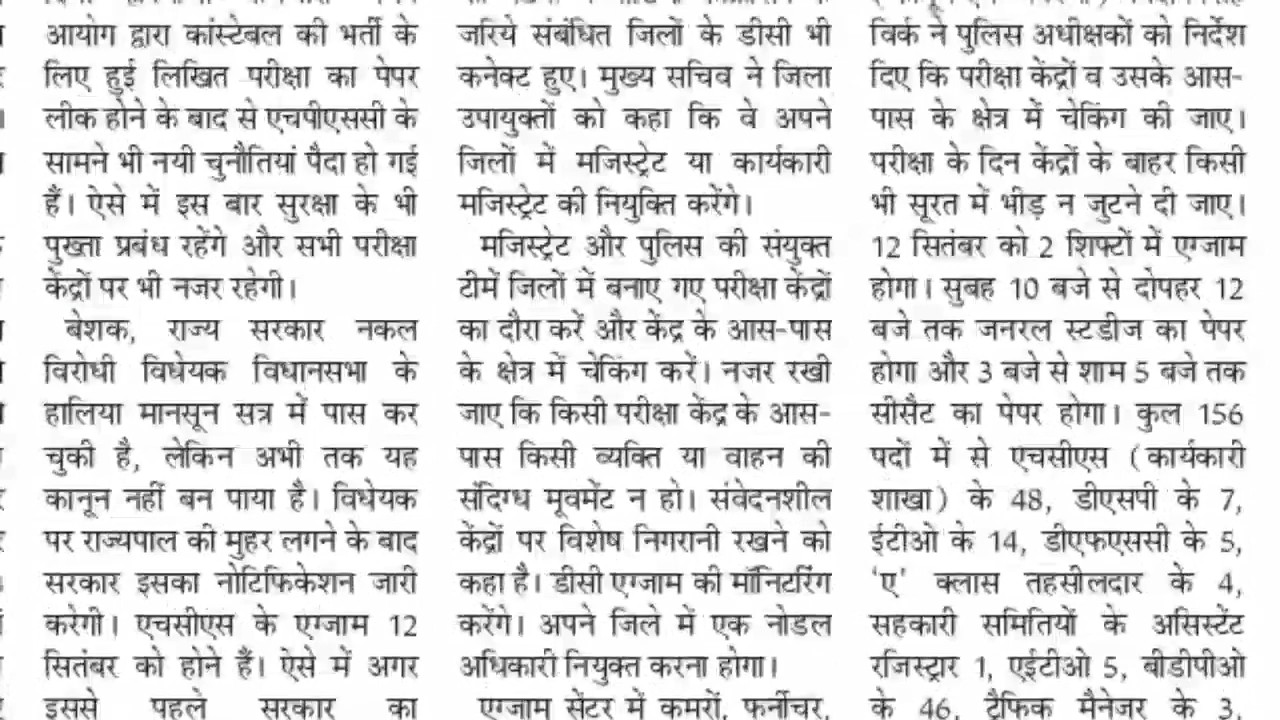 आयोग द्वारा कांस्टेबल की भर्ती के
लिए हुई लिखित परीक्षा का पेपर
लीक होने के बाद से एचपीएससी के
सामने भी नयी चुनौतियां पैदा हो गई
हैं। ऐसे में इस बार सुरक्षा के भी
पुख्ता प्रबंध रहेंगे और सभी परीक्षा
केंद्रों पर भी नजर रहेगी।
बेशक, राज्य सरकार नकल
विरोधी विधेयक विधानसभा के
हालिया मानसून सत्र में पास कर
चुकी है, लेकिन अभी तक यह
कानून नहीं बन पाया है। विधेयक
पर राज्यपाल की मुहर लगने के बाद
सरकार इसका नोटिफिकेशन जारी
करेगी। एचसीएस के एग्जाम 12
सितंबर को होने हैं। ऐसे में अगर
इससे पहले सरकार का
जरिये संबंधित जिलों के डीसी भी
कनेक्ट हुए। मुख्य सचिव ने जिला
उपायुक्तों को कहा कि वे अपने
जिलों में मजिस्ट्रेट या कार्यकारी
मजिस्ट्रेट की नियुक्ति करेंगे।
मजिस्ट्रेट और पुलिस की संयुक्त
टीमें जिलों में बनाए गए परीक्षा केंद्रों
का दौरा करें और केंद्र के आस-पास
के क्षेत्र में चेकिंग करें। नजर रखी
जाए कि किसी परीक्षा केंद्र के आस-
पास किसी व्यक्ति या वाहन की
संदिग्ध मूवमेंट न हो। संवेदनशील
केंद्रों पर विशेष निगरानी रखने को
कहा है। डीसी एग्जाम की मॉनिटरिंग
करेंगे। अपने जिले में एक नोडल
अधिकारी नियुक्त करना होगा।
एग्जाम सेंटर में कमरों, फर्नीचर,
विर्क ने पुलिस अधीक्षकों को निर्देश
दिए कि परीक्षा केंद्रों व उसके आस-
पास के क्षेत्र में चेकिंग की जाए।
परीक्षा के दिन केंद्रों के बाहर किसी
भी सूरत में भीड़ न जुटने दी जाए।
12 सितंबर को 2 शिफ्टों में एग्जाम
होगा। सुबह 10 बजे से दोपहर 12
बजे तक जनरल स्टडीज का पेपर
होगा और 3 बजे से शाम 5 बजे तक
सीसैट का पेपर होगा। कुल 156
पदों में से एचसीएस (कार्यकारी
शाखा) के 48, डीएसपी के 7,
ईटीओ के 14, डीएफएससी के 5,
'ए' क्लास तहसीलदार के 4,
सहकारी समितियों के असिस्टेंट
रजिस्ट्रार 1, एईटीओ 5, बीडीपीओ
के 46, ट्रैफिक मैनेजर के 3,